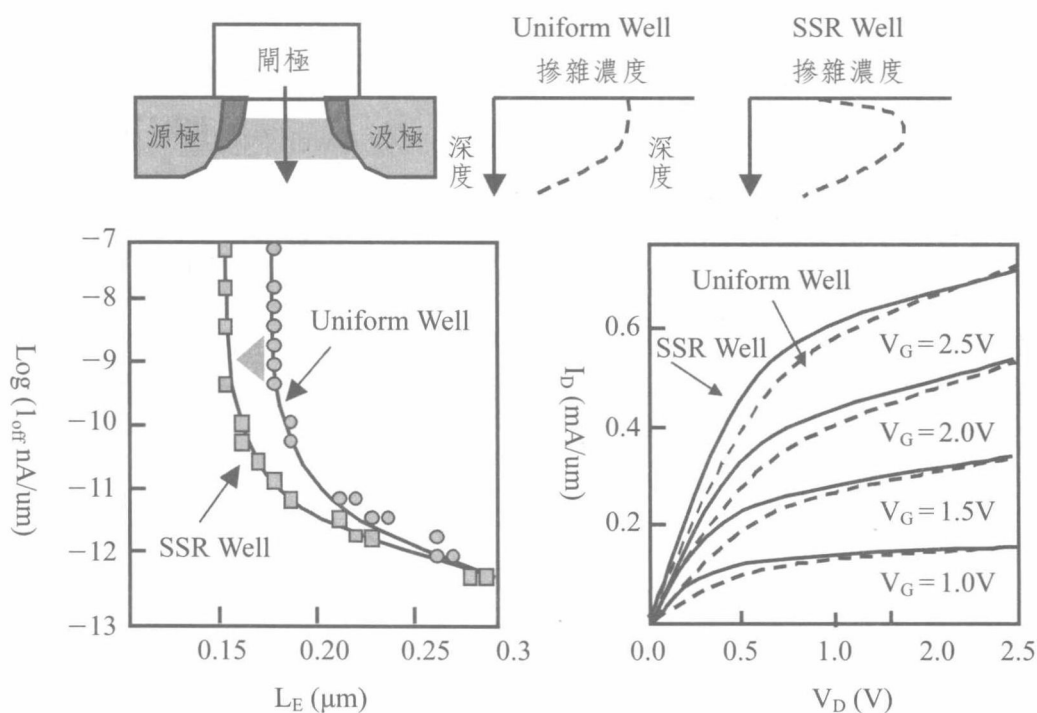 Uniform Well
摻雜濃度
SSR Well
摻雜濃度
閘極
源極
汲極
深度
深度
−7
−8
−9
−10
−11
−12
−13
Log (I_off nA/um)
Uniform Well
SSR Well
0.15
0.20
0.3
L_E (μm)
0.6
0.4
0.2
I_D (mA/um)
Uniform Well
SSR Well
V_G = 2.5V
V_G = 2.0V
V_G = 1.5V
V_G = 1.0V
0.0
0.5
1.0
2.0
2.5
V_D (V)